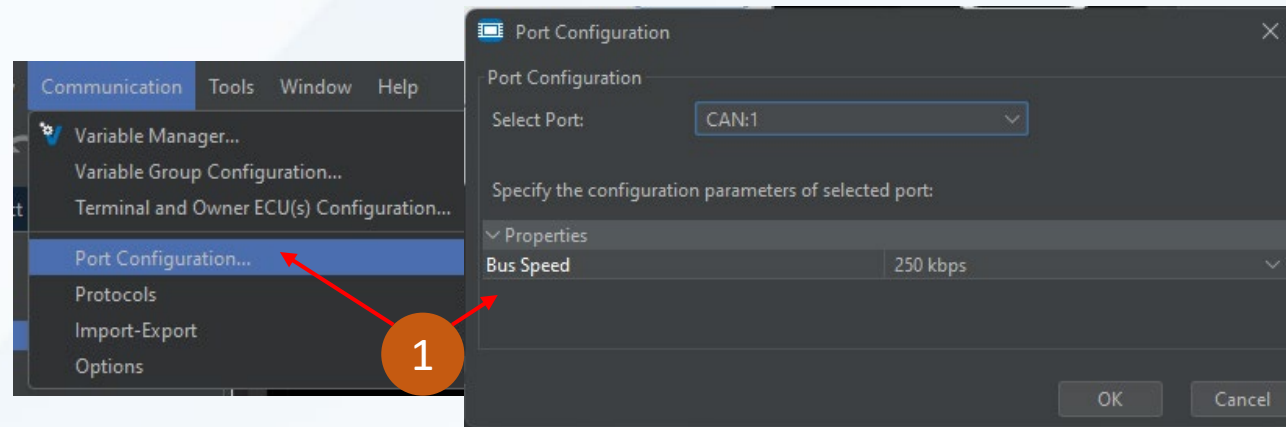 Communication Tools Window Help
Variable Manager...
Variable Group Configuration...
Terminal and Owner ECU(s) Configuration...
Port Configuration...
Protocols
Import-Export
Options
1
Port Configuration
Port Configuration
Select Port: CAN:1
Specify the configuration parameters of selected port:
Properties
Bus Speed 250 kbps
OK Cancel